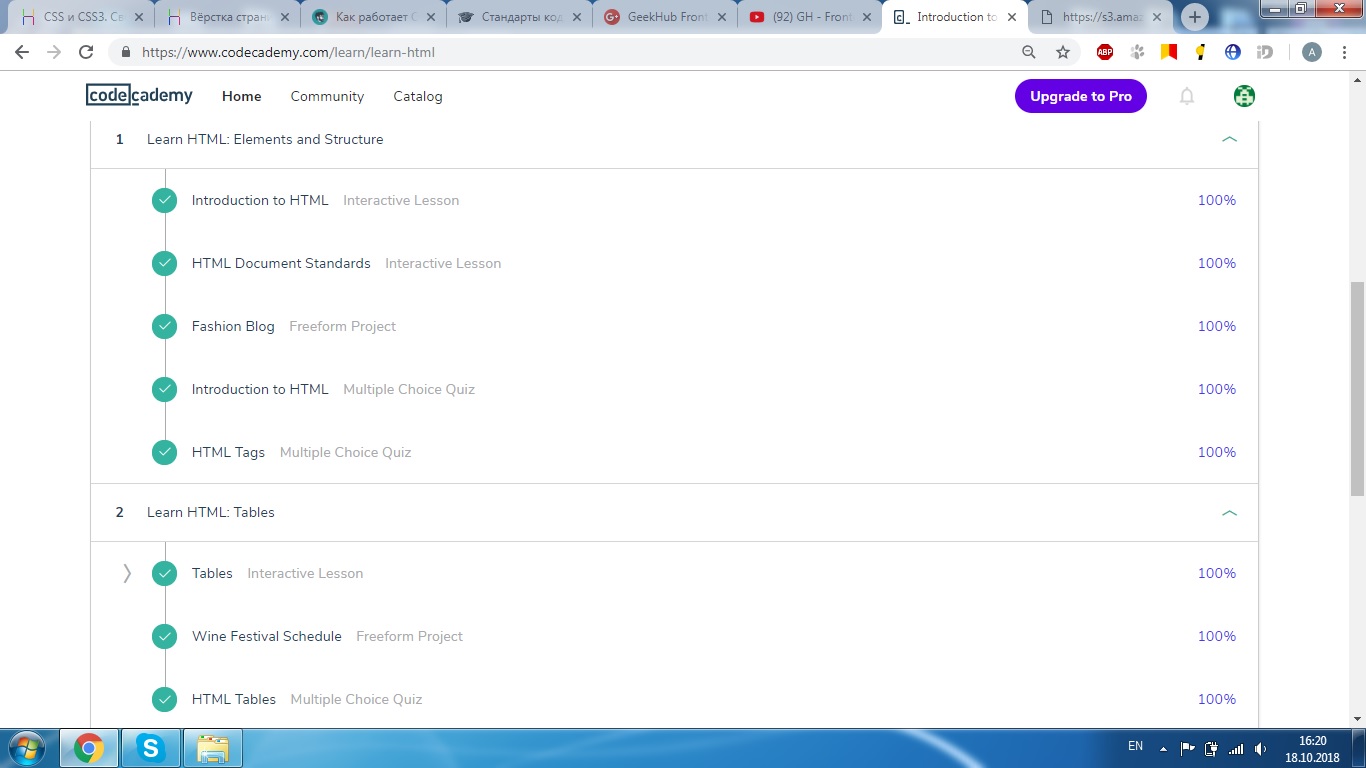 CSS и CSS3. Св
Вёрстка страни
Как работает C
Стандарты код
GeekHub Front
(92) GH - Front
Introduction to
https://s3.amaz
https://www.codecademy.com/learn/learn-html
ABP
A
codecademy Home Community Catalog Upgrade to Pro
1 Learn HTML: Elements and Structure
Introduction to HTML Interactive Lesson 100%
HTML Document Standards Interactive Lesson 100%
Fashion Blog Freeform Project 100%
Introduction to HTML Multiple Choice Quiz 100%
HTML Tags Multiple Choice Quiz 100%
2 Learn HTML: Tables
Tables Interactive Lesson 100%
Wine Festival Schedule Freeform Project 100%
HTML Tables Multiple Choice Quiz 100%
EN
16:20
18.10.2018